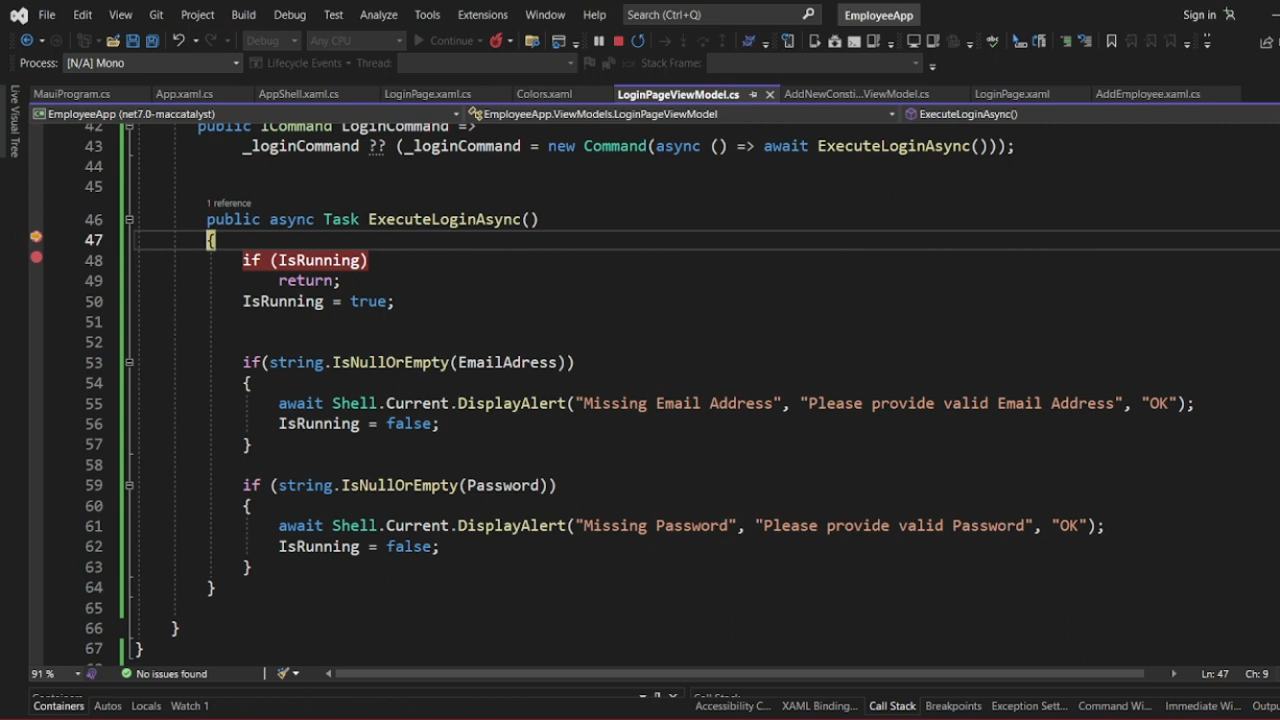 File Edit View Git Project Build Debug Test Analyze Tools Extensions Window Help Search (Ctrl+Q) EmployeeApp Sign in
Debug Any CPU Continue
Process: [N/A] Mono Lifecycle Events Thread: Stack Frame:
Live Visual Tree
MauiProgram.cs App.xaml.cs AppShell.xaml.cs LoginPage.xaml.cs Colors.xaml LoginPageViewModel.cs AddNewConsti...ViewModel.cs LoginPage.xaml AddEmployee.xaml.cs
EmployeeApp (net7.0-maccatalyst) EmployeeApp.ViewModels.LoginPageViewModel ExecuteLoginAsync()
42 public ICommand LoginCommand =>
43 _loginCommand ?? (_loginCommand = new Command(async () => await ExecuteLoginAsync()));
44
45
1 reference
46 public async Task ExecuteLoginAsync()
47 {
48 if (IsRunning)
49 return;
50 IsRunning = true;
51
52
53 if(string.IsNullOrEmpty(EmailAdress))
54 {
55 await Shell.Current.DisplayAlert("Missing Email Address", "Please provide valid Email Address", "OK");
56 IsRunning = false;
57 }
58
59 if (string.IsNullOrEmpty(Password))
60 {
61 await Shell.Current.DisplayAlert("Missing Password", "Please provide valid Password", "OK");
62 IsRunning = false;
63 }
64 }
65
66 }
67 }
91 % No issues found Ln: 47 Ch: 9
Containers Autos Locals Watch 1 Accessibility C... XAML Binding... Call Stack Breakpoints Exception Sett... Command Wi... Immediate Wi...